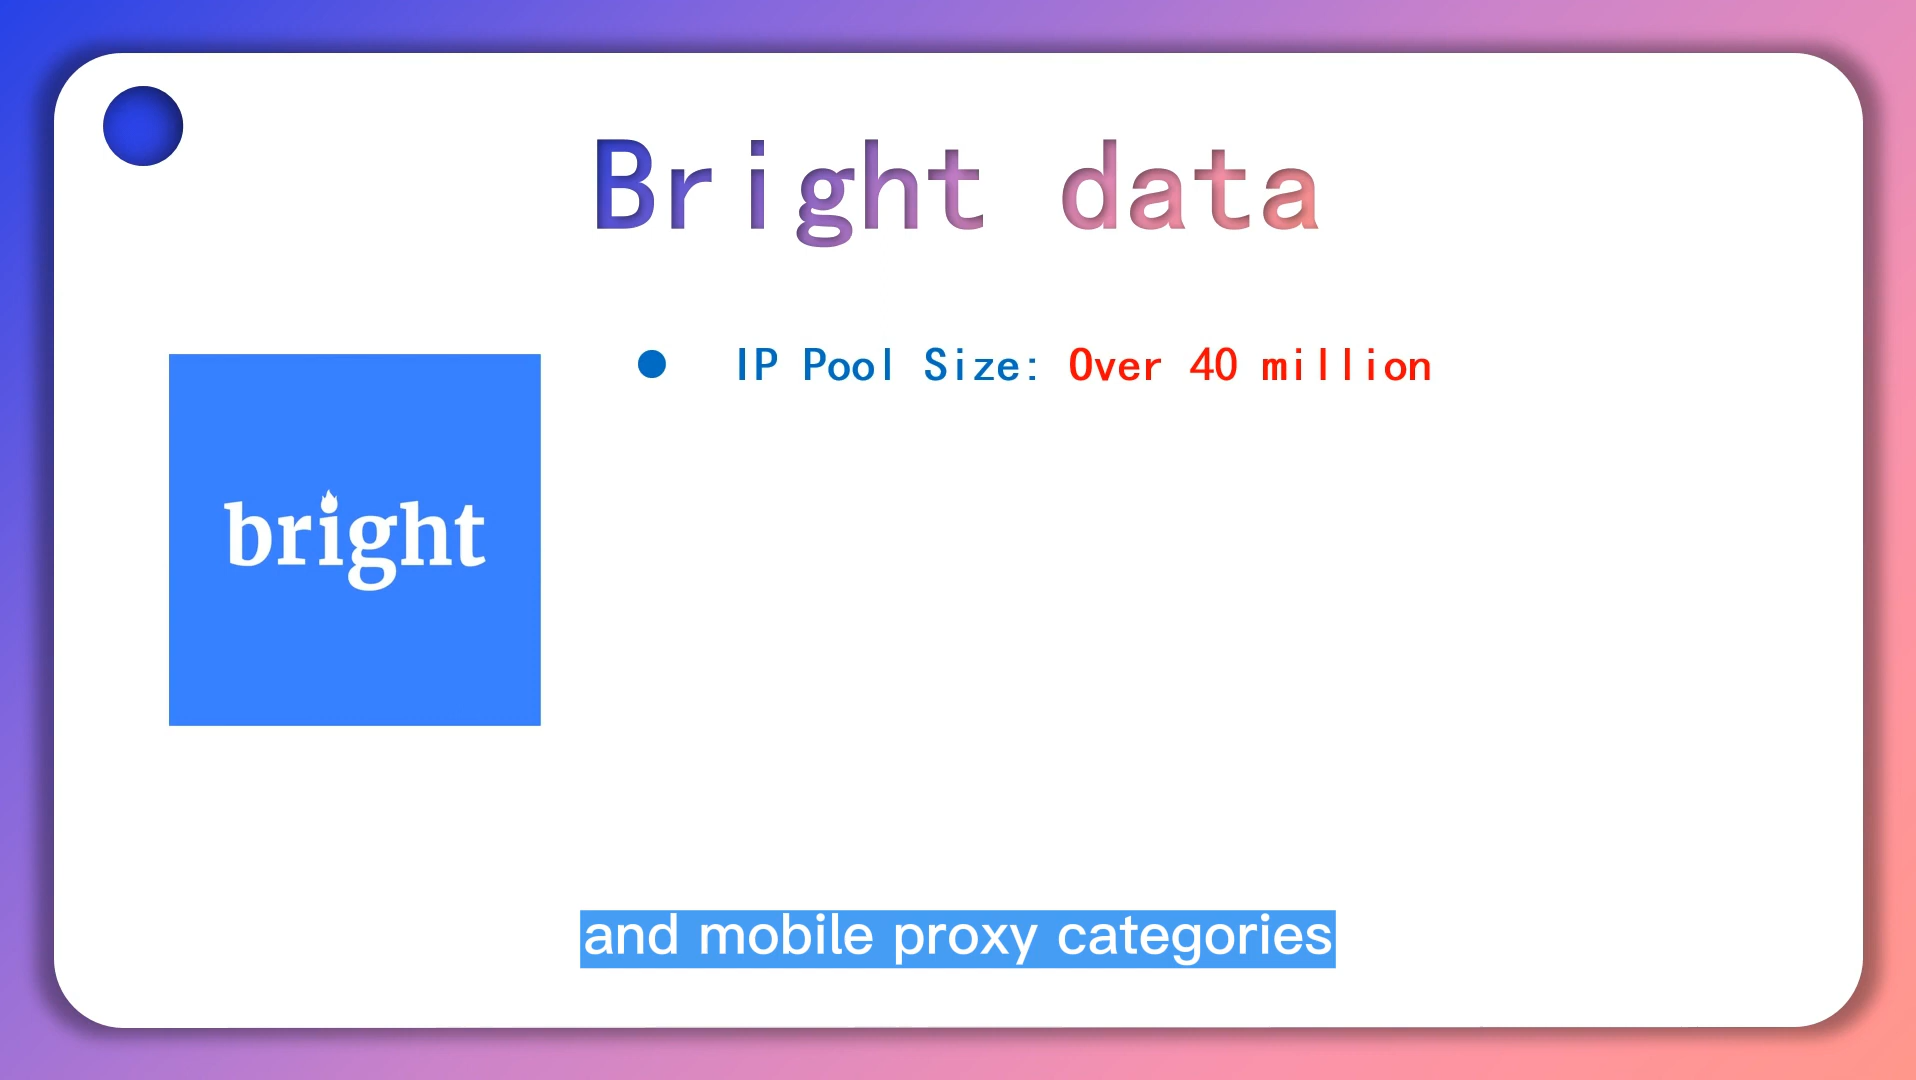 Bright data
IP Pool Size: Over 40 million
bright
and mobile proxy categories